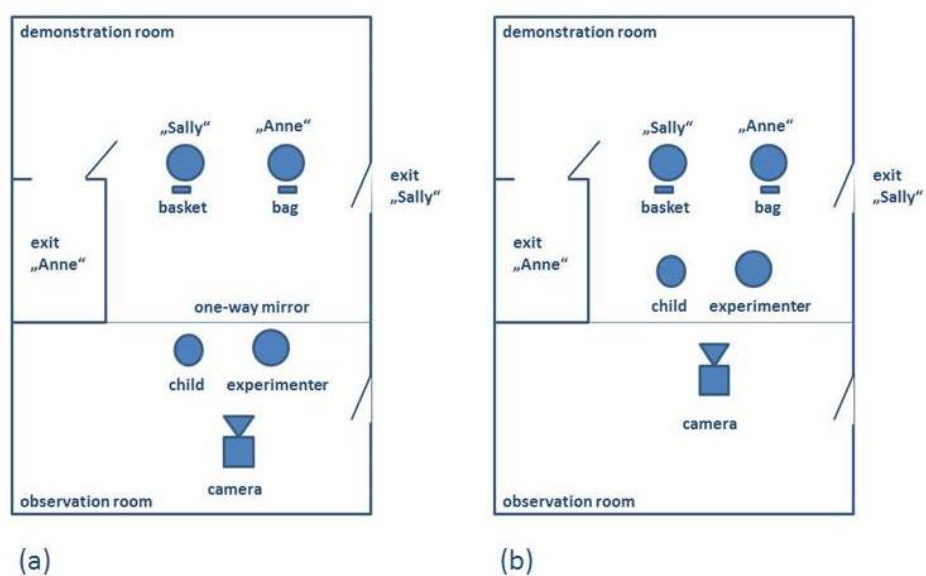 demonstration room
„Sally“
„Anne“
basket
bag
exit
„Sally“
exit
„Anne“
one-way mirror
child
experimenter
camera
observation room
(a)
demonstration room
„Sally“
„Anne“
basket
bag
exit
„Sally“
exit
„Anne“
child
experimenter
camera
observation room
(b)